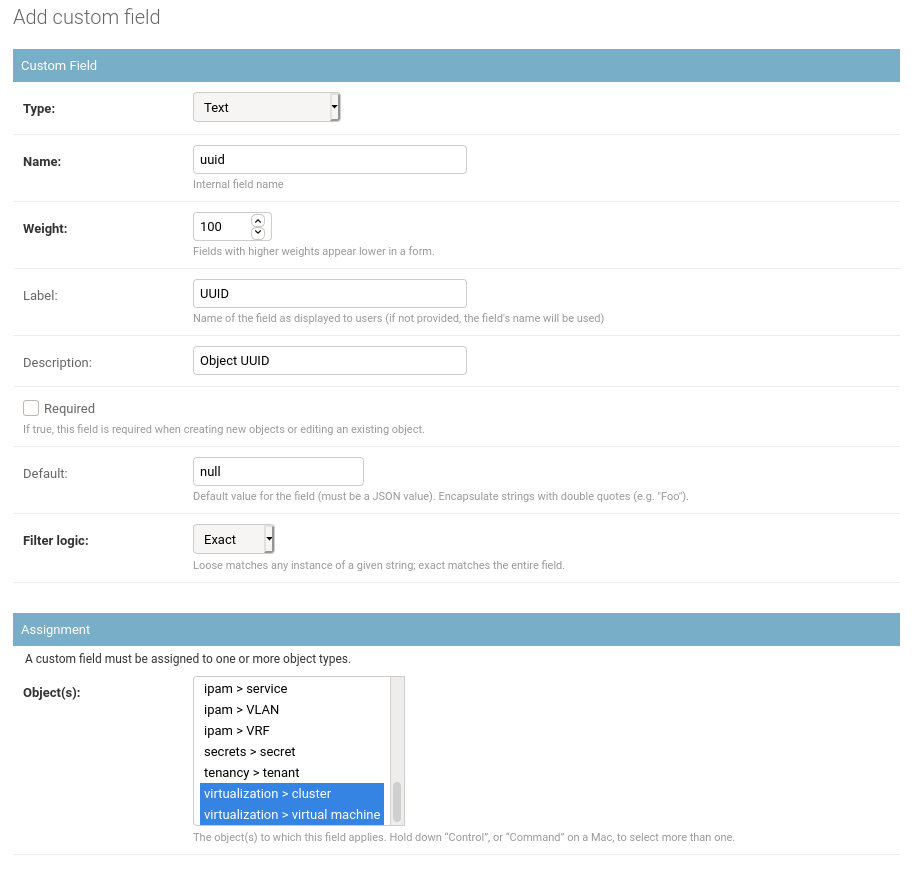 Add custom field
Custom Field
Type: Text
Name: uuid
Internal field name
Weight: 100
Fields with higher weights appear lower in a form.
Label: UUID
Name of the field as displayed to users (if not provided, the field's name will be used)
Description: Object UUID
Required
If true, this field is required when creating new objects or editing an existing object.
Default: null
Default value for the field (must be a JSON value). Encapsulate strings with double quotes (e.g. "Foo").
Filter logic: Exact
Loose matches any instance of a given string; exact matches the entire field.
Assignment
A custom field must be assigned to one or more object types.
Object(s): ipam > service
ipam > VLAN
ipam > VRF
secrets > secret
tenancy > tenant
virtualization > cluster
virtualization > virtual machine
The object(s) to which this field applies. Hold down “Control”, or “Command” on a Mac, to select more than one.